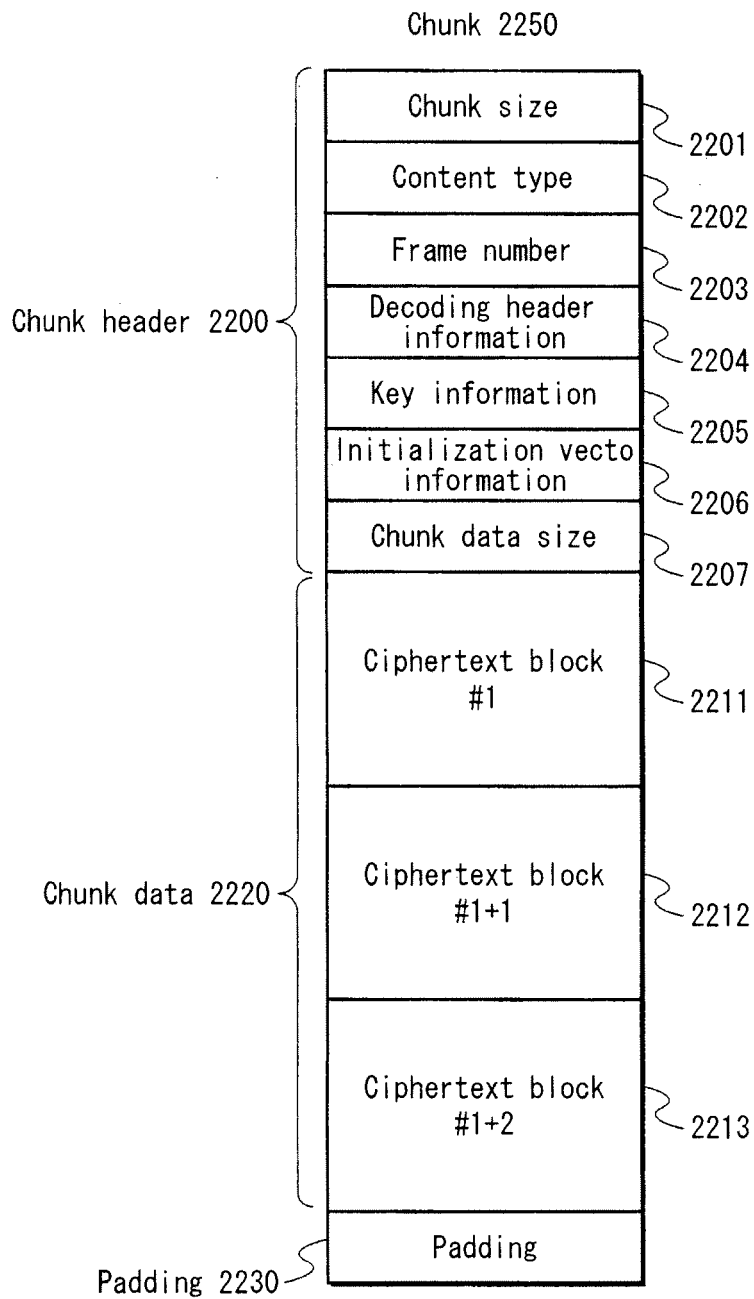 Chunk 2250
Chunk size
2201
Content type
2202
Frame number
2203
Chunk header 2200
Decoding header
information
2204
Key information
2205
Initialization vecto
information
2206
Chunk data size
2207
Ciphertext block
#1
2211
Chunk data 2220
Ciphertext block
#1+1
2212
Ciphertext block
#1+2
2213
Padding
Padding 2230